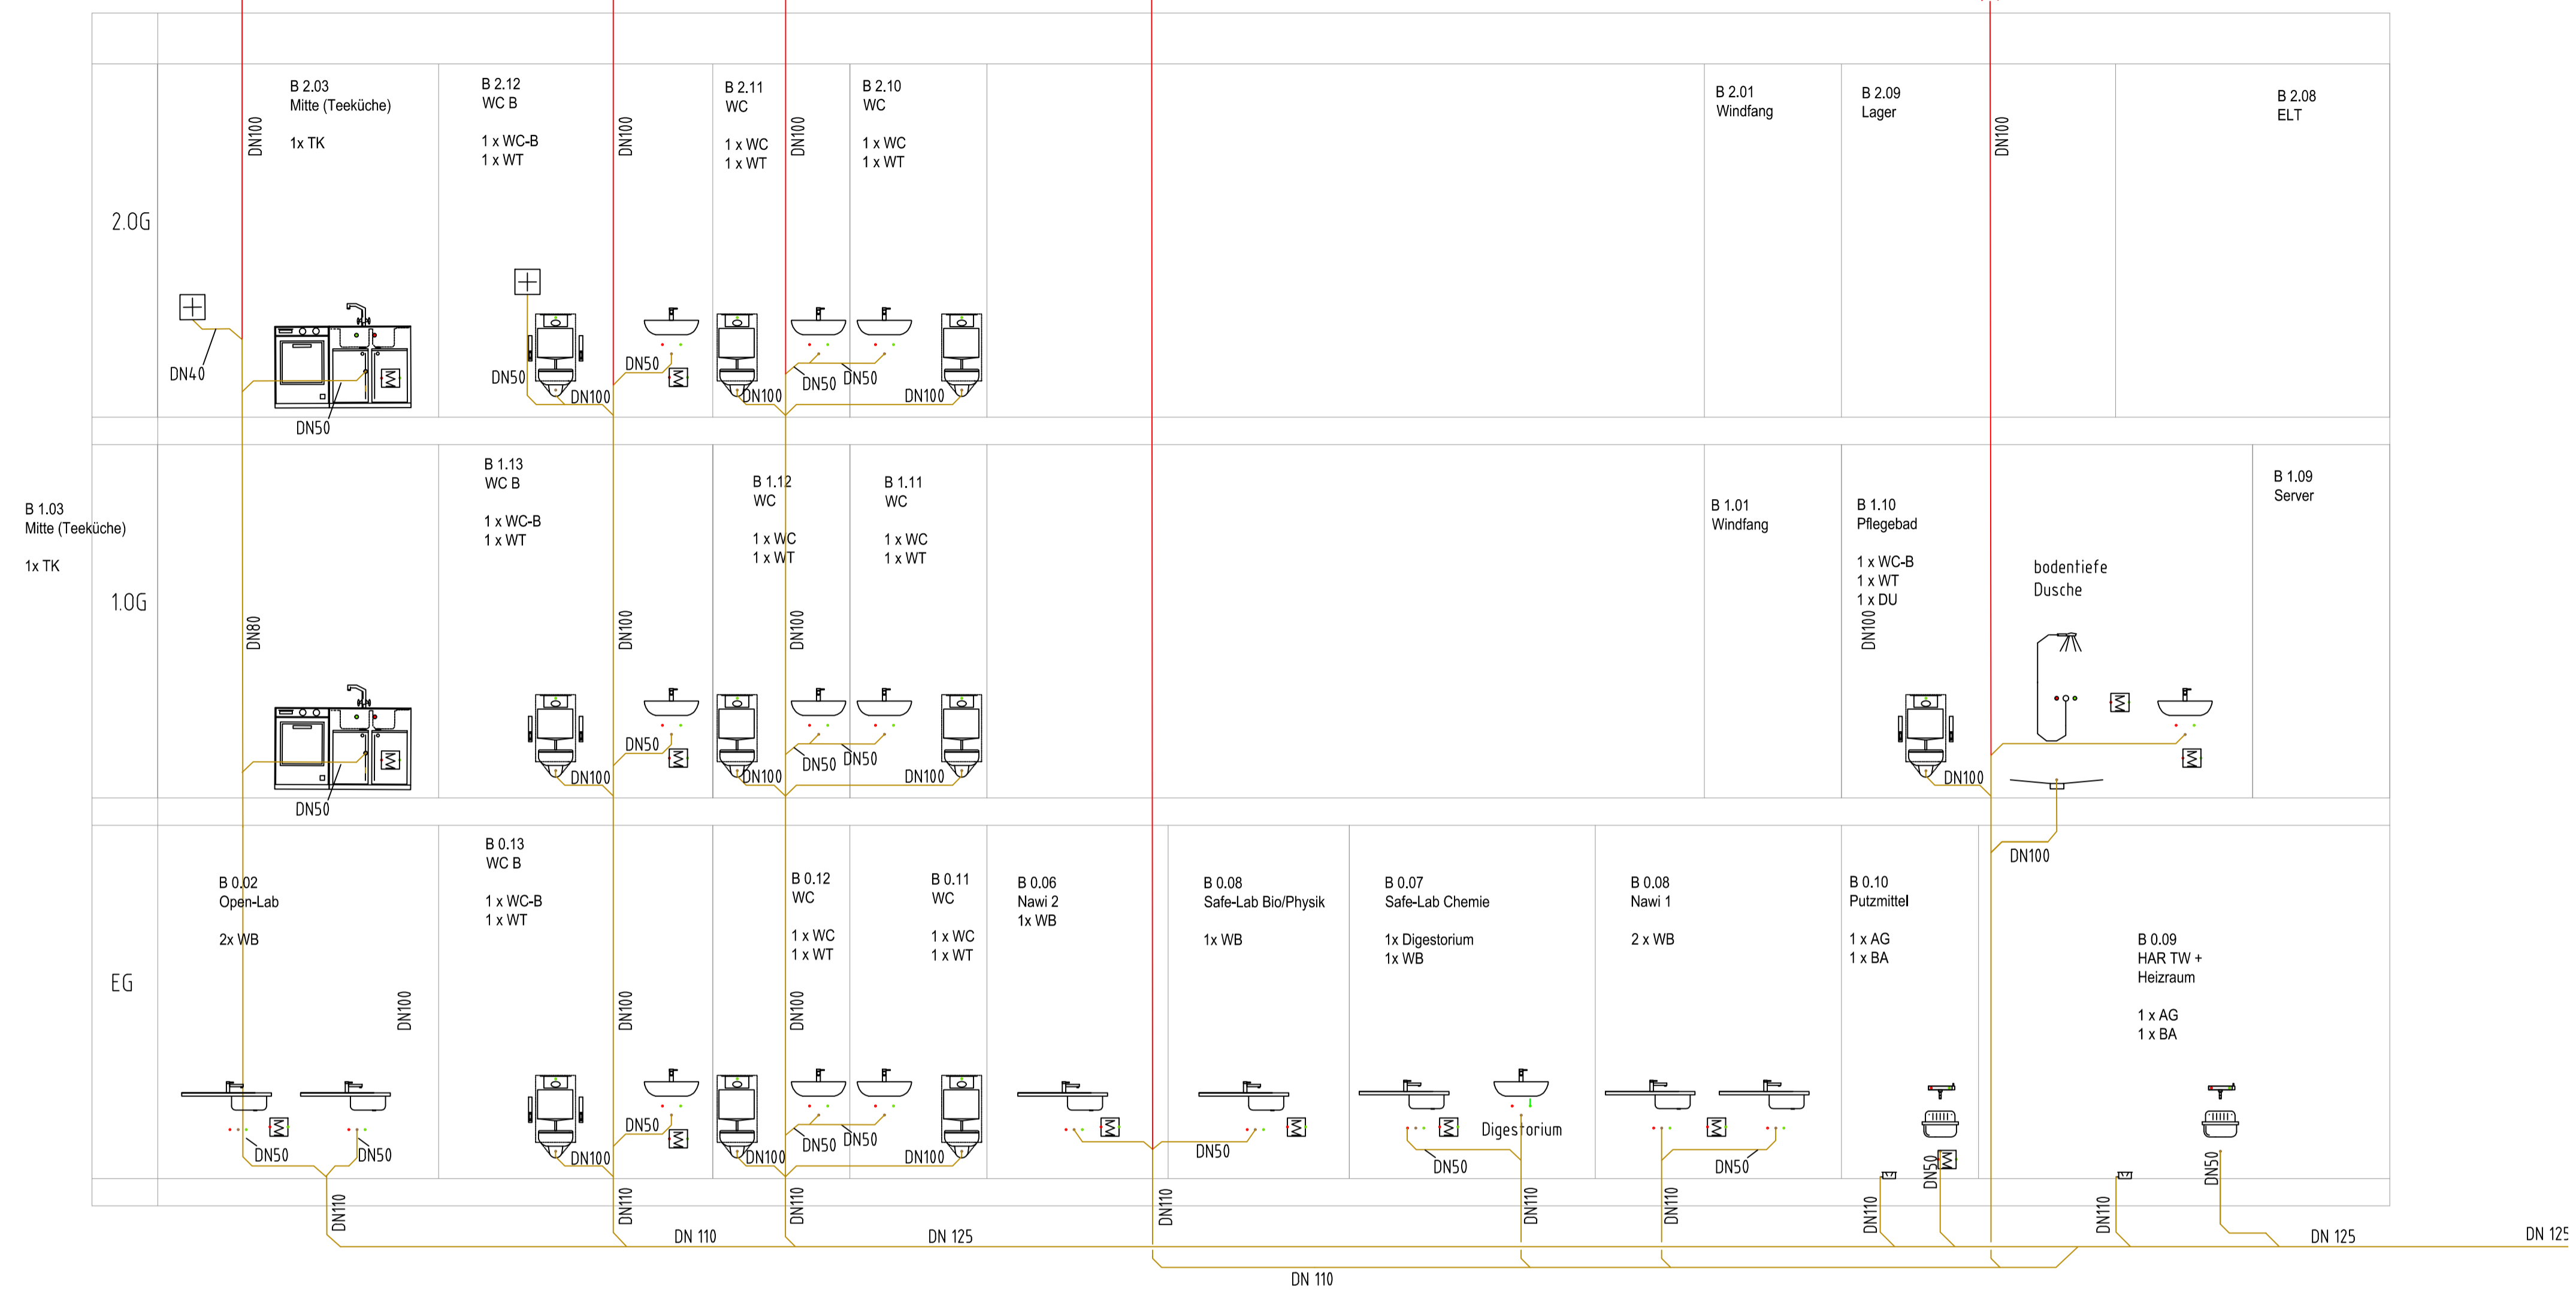 B 2.03
Mitte (Teeküche)
1x TK
DN100
B 2.12
WC B
1 x WC-B
1 x WT
DN100
B 2.11
WC
1 x WC
1 x WT
DN100
B 2.10
WC
1 x WC
1 x WT
B 2.01
Windfang
B 2.09
Lager
DN100
B 2.08
ELT
2.OG
DN40
DN50
DN50
DN100
DN50
DN100
DN50
DN50
DN100
B 1.03
Mitte (Teeküche)
1x TK
1.OG
DN80
DN50
B 1.13
WC B
1 x WC-B
1 x WT
DN100
DN50
DN100
B 1.12
WC
1 x WC
1 x WT
DN100
DN100
DN50
DN50
B 1.11
WC
1 x WC
1 x WT
DN100
B 1.01
Windfang
B 1.10
Pflegebad
1 x WC-B
1 x WT
1 x DU
DN100
DN100
bodentiefe
Dusche
B 1.09
Server
DN100
EG
B 0.02
Open-Lab
2x WB
DN100
DN50
DN50
DN110
B 0.13
WC B
1 x WC-B
1 x WT
DN100
DN50
DN100
DN110
B 0.12
WC
1 x WC
1 x WT
DN100
DN100
DN50
DN50
DN110
B 0.11
WC
1 x WC
1 x WT
DN100
B 0.06
Nawi 2
1x WB
DN110
B 0.08
Safe-Lab Bio/Physik
1x WB
DN50
B 0.07
Safe-Lab Chemie
1x Digestorium
1x WB
Digestorium
DN50
DN110
B 0.08
Nawi 1
2 x WB
DN50
DN110
B 0.10
Putzmittel
1 x AG
1 x BA
DN50
DN110
B 0.09
HAR TW +
Heizraum
1 x AG
1 x BA
DN50
DN110
DN 110
DN 125
DN 110
DN 125
DN 125